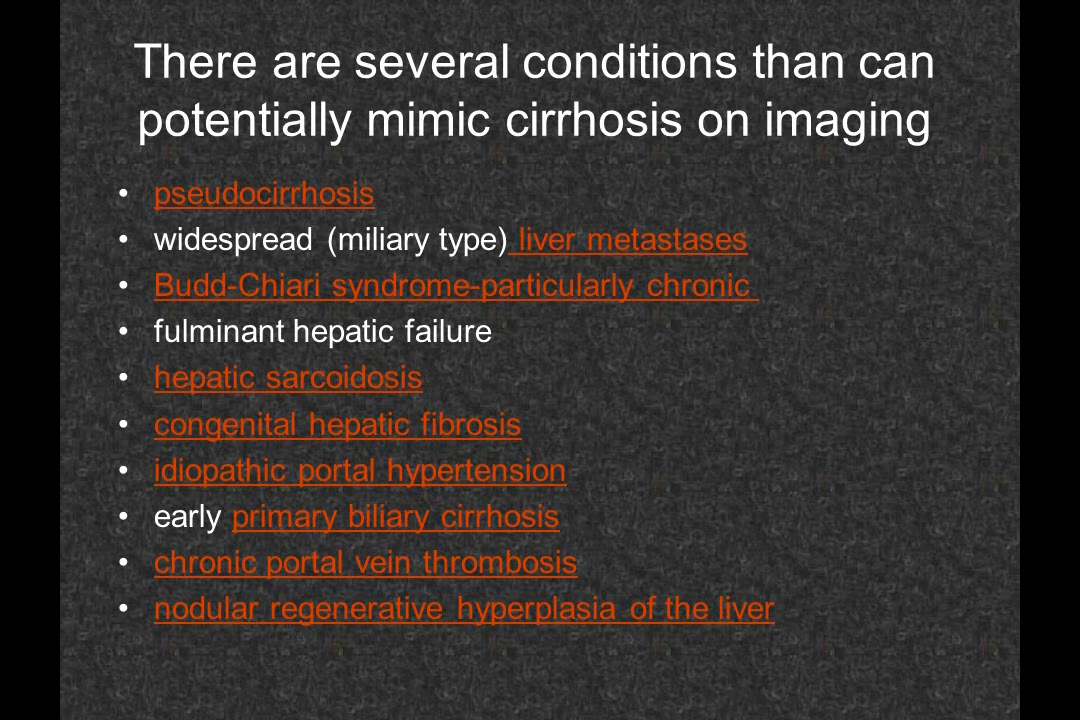 There are several conditions than can
potentially mimic cirrhosis on imaging
• pseudocirrhosis
• widespread (miliary type) liver metastases
• Budd-Chiari syndrome-particularly chronic
• fulminant hepatic failure
• hepatic sarcoidosis
• congenital hepatic fibrosis
• idiopathic portal hypertension
• early primary biliary cirrhosis
• chronic portal vein thrombosis
• nodular regenerative hyperplasia of the liver